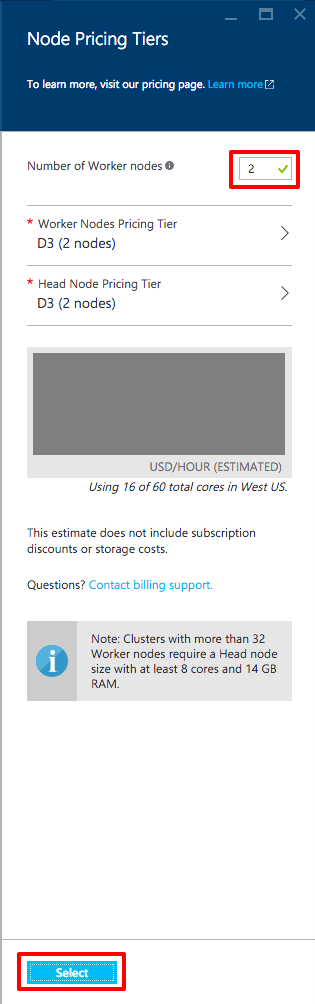 Node Pricing Tiers
To learn more, visit our pricing page. Learn more
Number of Worker nodes
2
* Worker Nodes Pricing Tier
D3 (2 nodes)
* Head Node Pricing Tier
D3 (2 nodes)
USD/HOUR (ESTIMATED)
Using 16 of 60 total cores in West US.
This estimate does not include subscription
discounts or storage costs.
Questions? Contact billing support.
Note: Clusters with more than 32
Worker nodes require a Head node
size with at least 8 cores and 14 GB
RAM.
Select